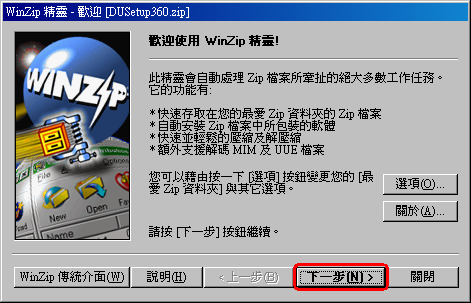 WinZip 精靈 - 歡迎 [DUSetup360.zip]
WINZIP
New
Open
Favorites
歡迎使用 WinZip 精靈!
此精靈會自動處理 Zip 檔案所牽扯的絕大多數工作任務。
它的功能有:
*快速存取在您的最愛 Zip 資料夾的 Zip 檔案
*自動安裝 Zip 檔案中所包裝的軟體
*快速並輕鬆的壓縮及解壓縮
*額外支援解碼 MIM 及 UUE 檔案
您可以藉由按一下 [選項] 按鈕變更您的 [最
愛 Zip 資料夾] 與其它選項。
選項(O)...
關於(A)...
請按 [下一步] 按鈕繼續。
WinZip 傳統介面(W)
說明(H)
<上一步(B)
下一步(N) >
關閉